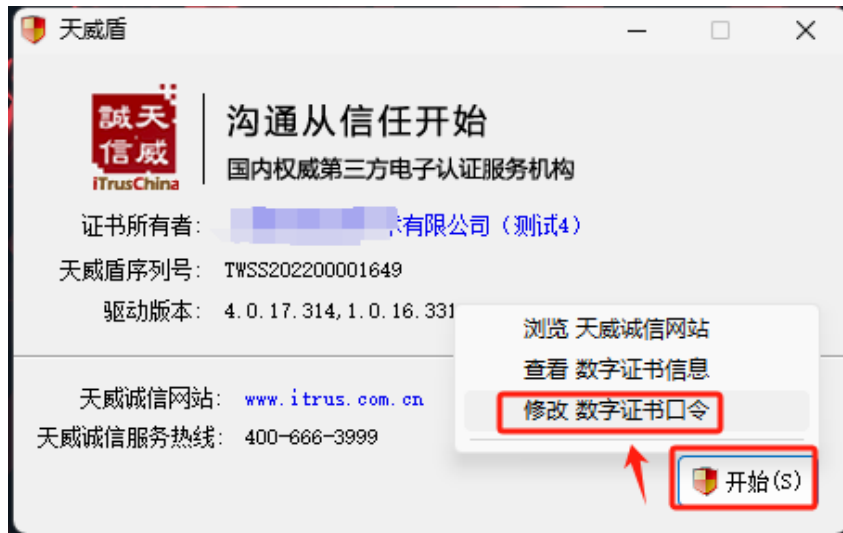 天威盾
誠天
信威
iTrusChina
沟通从信任开始
国内权威第三方电子认证服务机构
证书所有者: 有限公司（测试4）
天威盾序列号: TWSS202200001649
驱动版本: 4.0.17.314,1.0.16.331
浏览 天威诚信网站
查看 数字证书信息
修改 数字证书口令
天威诚信网站: www.itrus.com.cn
天威诚信服务热线: 400-666-3999
开始(S)